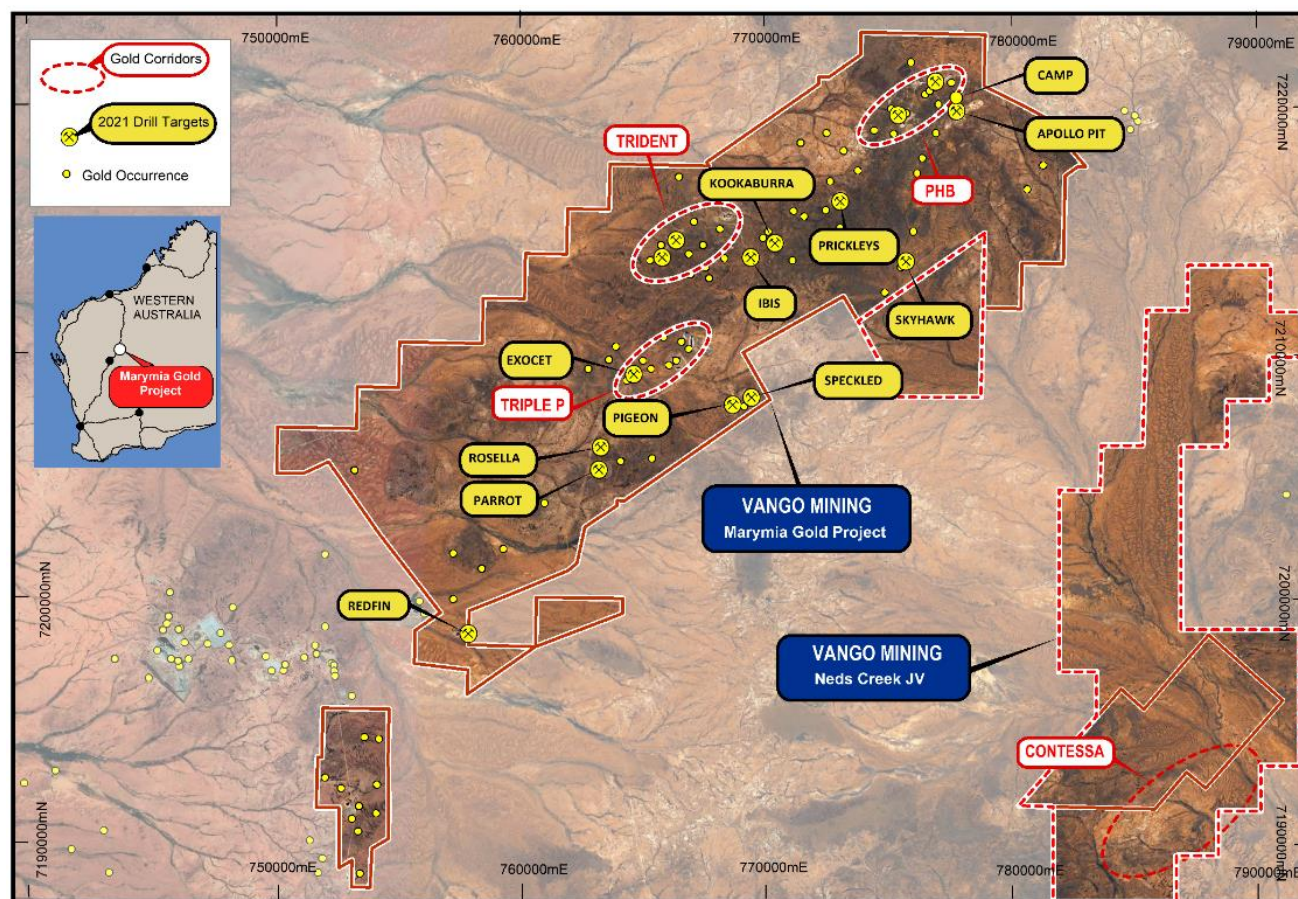 750000mE
760000mE
770000mE
780000mE
790000mE
Gold Corridors
2021 Drill Targets
Gold Occurrence
WESTERN
AUSTRALIA
Marymia Gold
Project
CAMP
7220000mN
APOLLO PIT
TRIDENT
KOOKABURRA
PHB
PRICKLEYS
IBIS
SKYHAWK
EXOCET
7210000mN
SPECKLED
TRIPLE P
PIGEON
ROSELLA
PARROT
VANGO MINING
Marymia Gold Project
REDFIN
7200000mN
7200000mN
VANGO MINING
Neds Creek JV
CONTESSA
7190000mN
7190000mN
750000mE
760000mE
770000mE
780000mE
790000mE